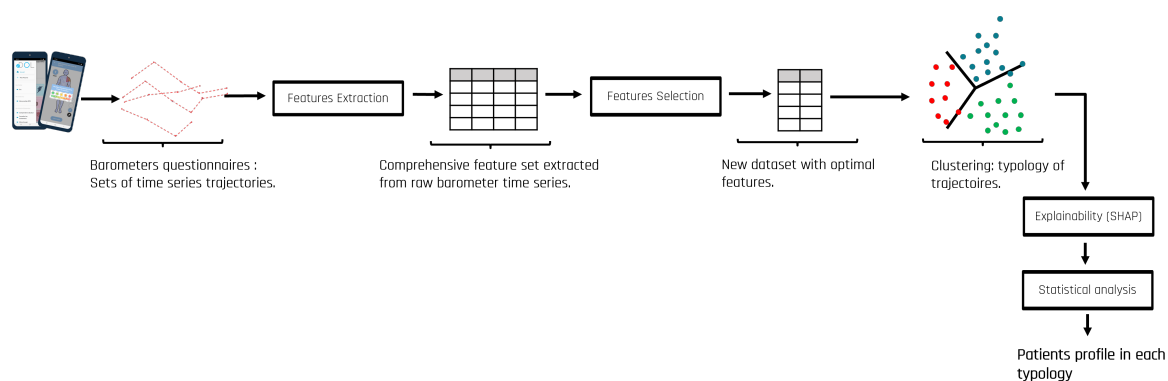 Features Extraction
Features Selection
Barometers questionnaires :
Sets of time series trajectories.
Comprehensive feature set extracted
from raw barometer time series.
New dataset with optimal
features.
Clustering: typology of
trajectoires.
Explainability (SHAP)
Statistical analysis
Patients profile in each
typology